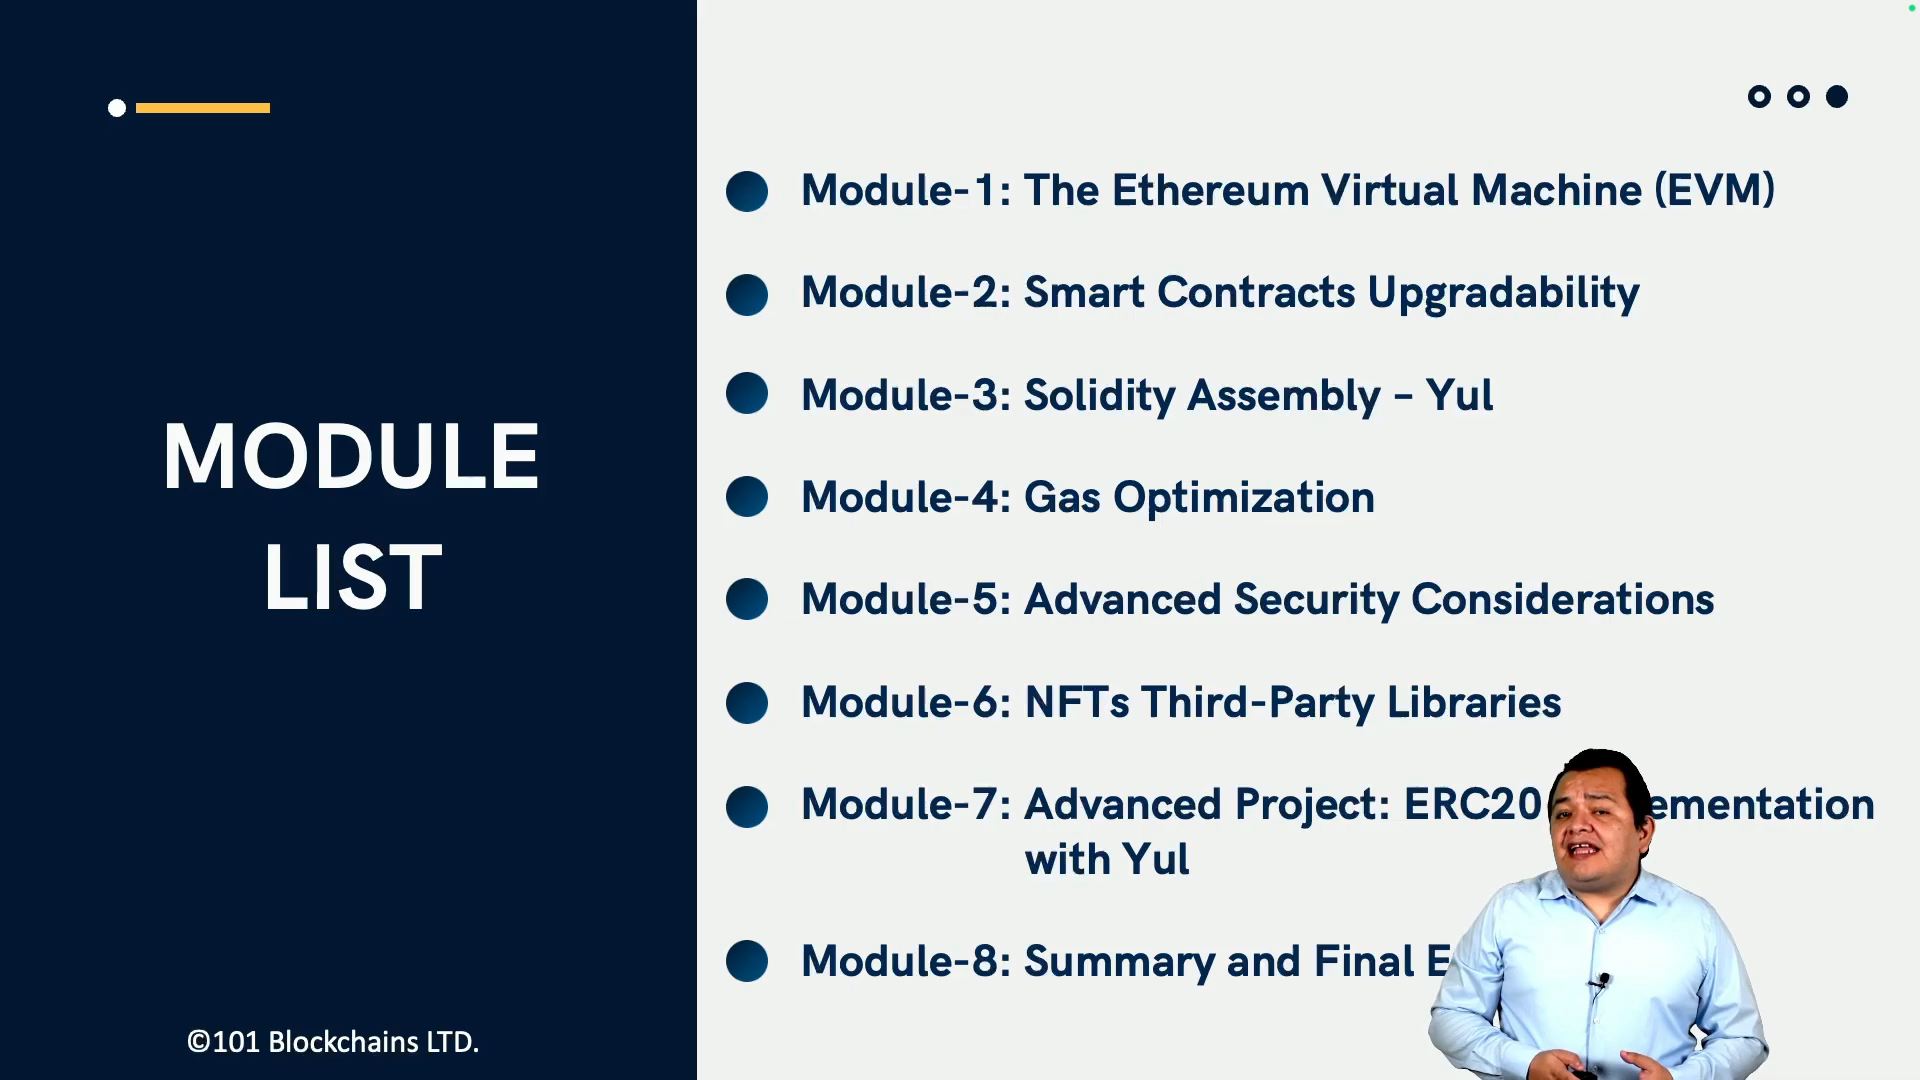 MODULE
LIST
©101 Blockchains LTD.
Module-1: The Ethereum Virtual Machine (EVM)
Module-2: Smart Contracts Upgradability
Module-3: Solidity Assembly – Yul
Module-4: Gas Optimization
Module-5: Advanced Security Considerations
Module-6: NFTs Third-Party Libraries
Module-7: Advanced Project: ERC20
with Yul
Module-8: Summary and Final